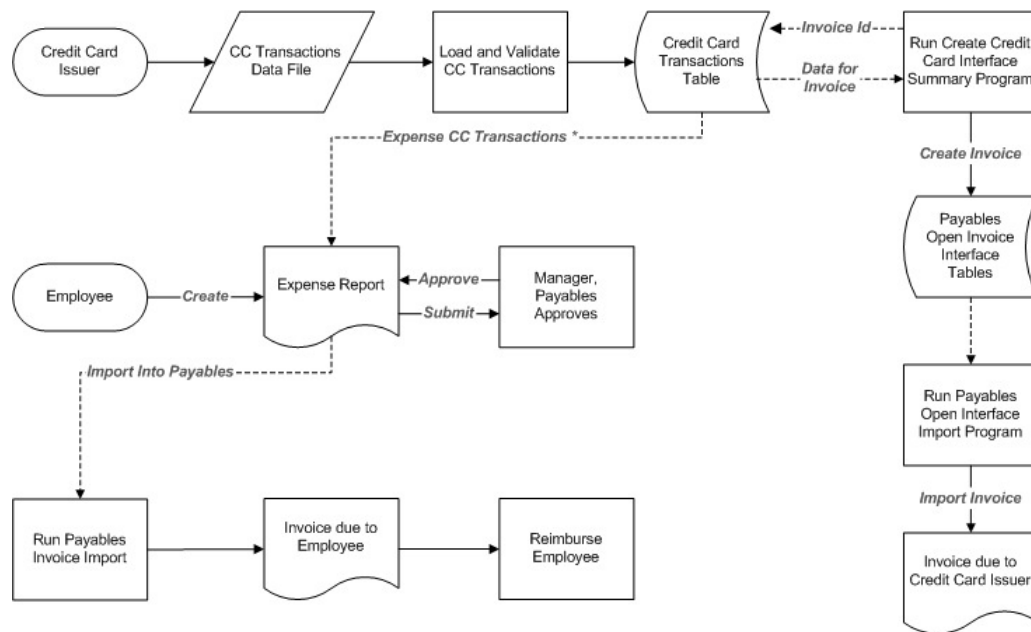 Credit Card
Issuer
CC Transactions
Data File
Load and Validate
CC Transactions
Credit Card
Transactions
Table
Invoice Id
Data for
Invoice
Run Create Credit
Card Interface
Summary Program
Expense CC Transactions *
Create Invoice
Payables
Open Invoice
Interface
Tables
Employee
Create
Expense Report
Approve
Submit
Manager,
Payables
Approves
Import Into Payables
Run Payables
Open Interface
Import Program
Import Invoice
Run Payables
Invoice Import
Invoice due to
Employee
Reimburse
Employee
Invoice due to
Credit Card Issuer